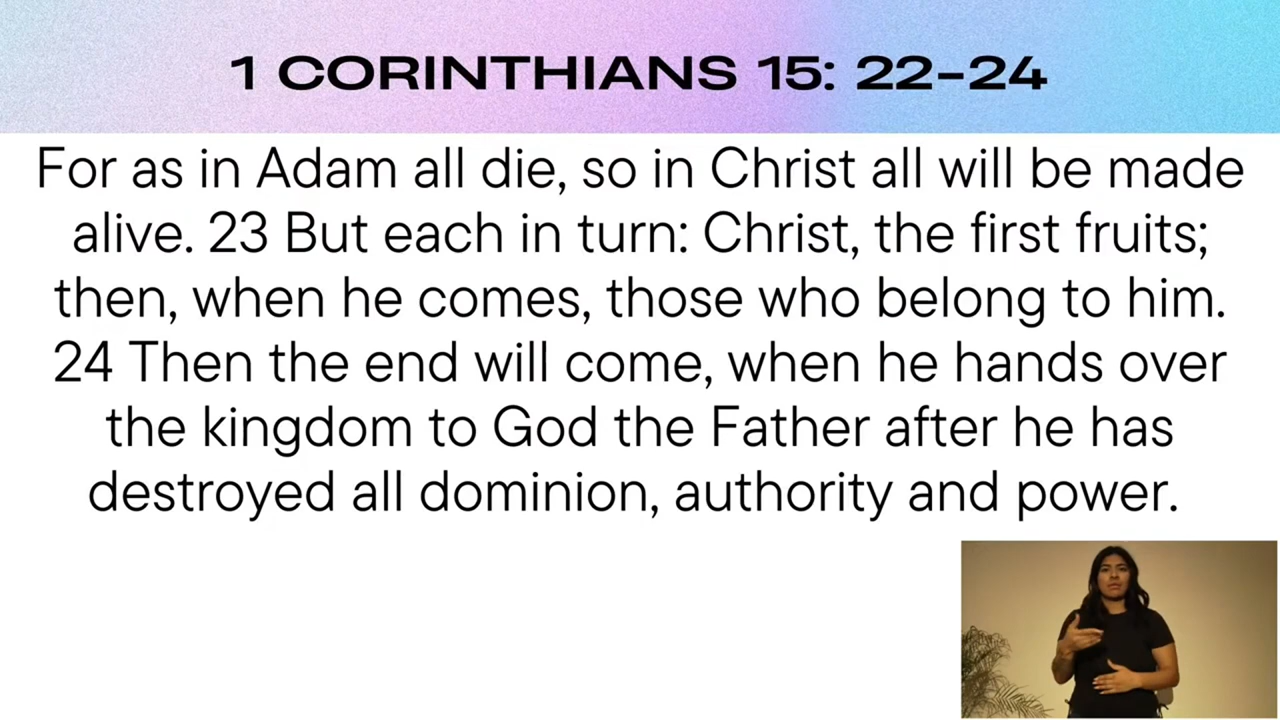 1 CORINTHIANS 15: 22-24
For as in Adam all die, so in Christ all will be made
alive. 23 But each in turn: Christ, the first fruits;
then, when he comes, those who belong to him.
24 Then the end will come, when he hands over
the kingdom to God the Father after he has
destroyed all dominion, authority and power.